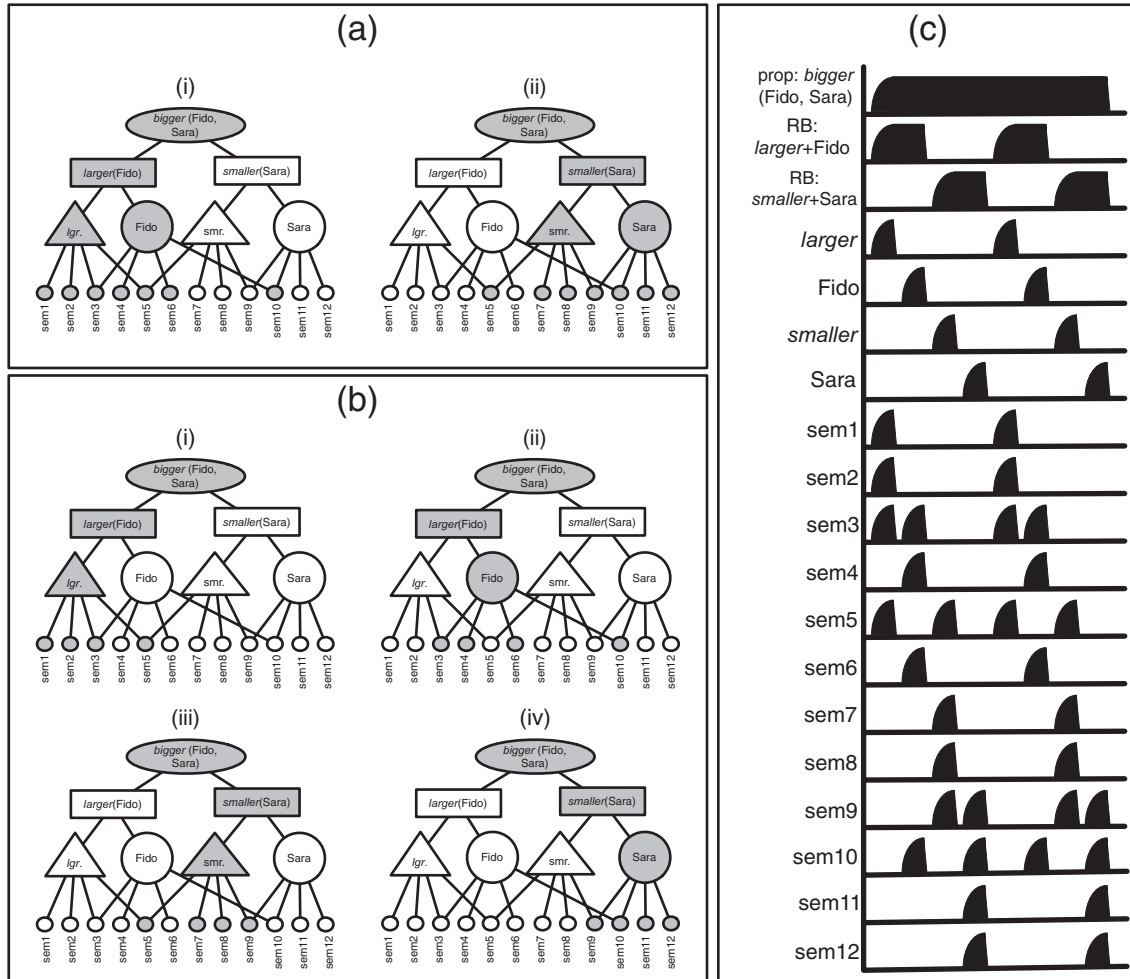 (a)
(i)
bigger (Fido,
Sara)
larger(Fido)
smaller(Sara)
lgr.
Fido
smr.
Sara
sem1
sem2
sem3
sem4
sem5
sem6
sem7
sem8
sem9
sem10
sem11
sem12
(ii)
bigger (Fido,
Sara)
larger(Fido)
smaller(Sara)
lgr.
Fido
smr.
Sara
sem1
sem2
sem3
sem4
sem5
sem6
sem7
sem8
sem9
sem10
sem11
sem12
(b)
(i)
bigger (Fido,
Sara)
larger(Fido)
smaller(Sara)
lgr.
Fido
smr.
Sara
sem1
sem2
sem3
sem4
sem5
sem6
sem7
sem8
sem9
sem10
sem11
sem12
(ii)
bigger (Fido,
Sara)
larger(Fido)
smaller(Sara)
lgr.
Fido
smr.
Sara
sem1
sem2
sem3
sem4
sem5
sem6
sem7
sem8
sem9
sem10
sem11
sem12
(iii)
bigger (Fido,
Sara)
larger(Fido)
smaller(Sara)
lgr.
Fido
smr.
Sara
sem1
sem2
sem3
sem4
sem5
sem6
sem7
sem8
sem9
sem10
sem11
sem12
(iv)
bigger (Fido,
Sara)
larger(Fido)
smaller(Sara)
lgr.
Fido
smr.
Sara
sem1
sem2
sem3
sem4
sem5
sem6
sem7
sem8
sem9
sem10
sem11
sem12
(c)
prop: bigger
(Fido, Sara)
RB:
larger+Fido
RB:
smaller+Sara
larger
Fido
smaller
Sara
sem1
sem2
sem3
sem4
sem5
sem6
sem7
sem8
sem9
sem10
sem11
sem12